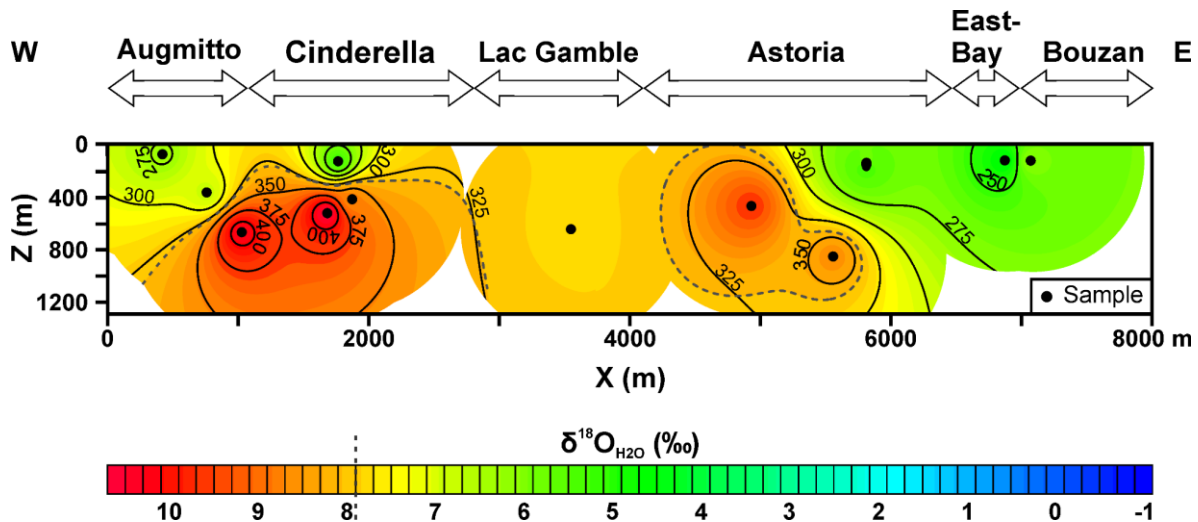 East-
W Augmitto Cinderella Lac Gamble Astoria Bay Bouzan E
0
400
800
1200
Z (m)
275
300
350
375
400
400
300
375
325
325
350
300
275
250
Sample
0 2000 4000 6000 8000 m
X (m)
δ¹⁸O_H2O (‰)
10 9 8 7 6 5 4 3 2 1 0 -1